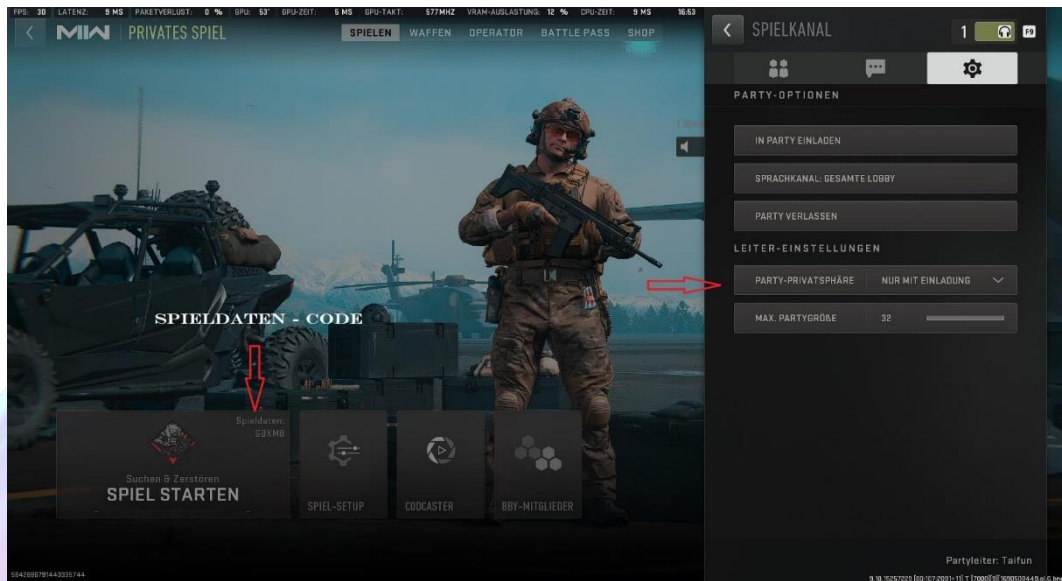 FPS: 30 LATENZ: 9 MS PAKETVERLUST: 0 % GPU: 53° GPU-ZEIT: 5 MS GPU-TAKT: 577MHZ VRAM-AUSLASTUNG: 12 % CPU-ZEIT: 9 MS 16:53
MWII PRIVATES SPIEL
SPIELEN WAFFEN OPERATOR BATTLE PASS SHOP
SPIELKANAL 1 F9
PARTY-OPTIONEN
IN PARTY EINLADEN
SPRACHKANAL: GESAMTE LOBBY
PARTY VERLASSEN
LEITER-EINSTELLUNGEN
PARTY-PRIVATSPHÄRE NUR MIT EINLADUNG
MAX. PARTYGRÖßE 32
SPIELDATEN - CODE
Spieldaten:
Suchen & Zerstören
SPIEL STARTEN
SPIEL-SETUP
CODCASTER
BBY-MITGLIEDER
Partyleiter: Taifun